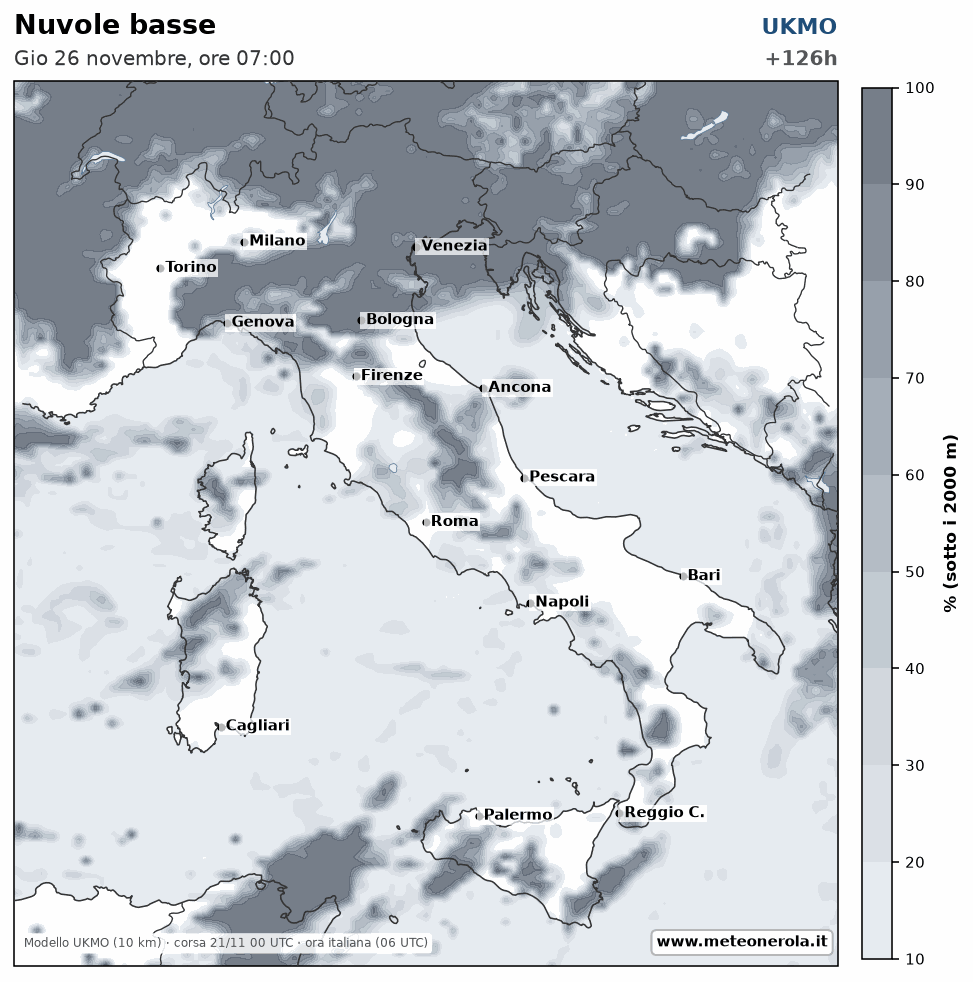 Nuvole basse
UKMO
Gio 26 novembre, ore 07:00
+126h
Milano
Venezia
Torino
Genova
Bologna
Firenze
Ancona
Pescara
Roma
Bari
Napoli
Cagliari
Palermo
Reggio C.
100
90
80
70
60
50
40
30
20
10
% (sotto i 2000 m)
Modello UKMO (10 km) · corsa 21/11 00 UTC · ora italiana (06 UTC)
www.meteonerola.it